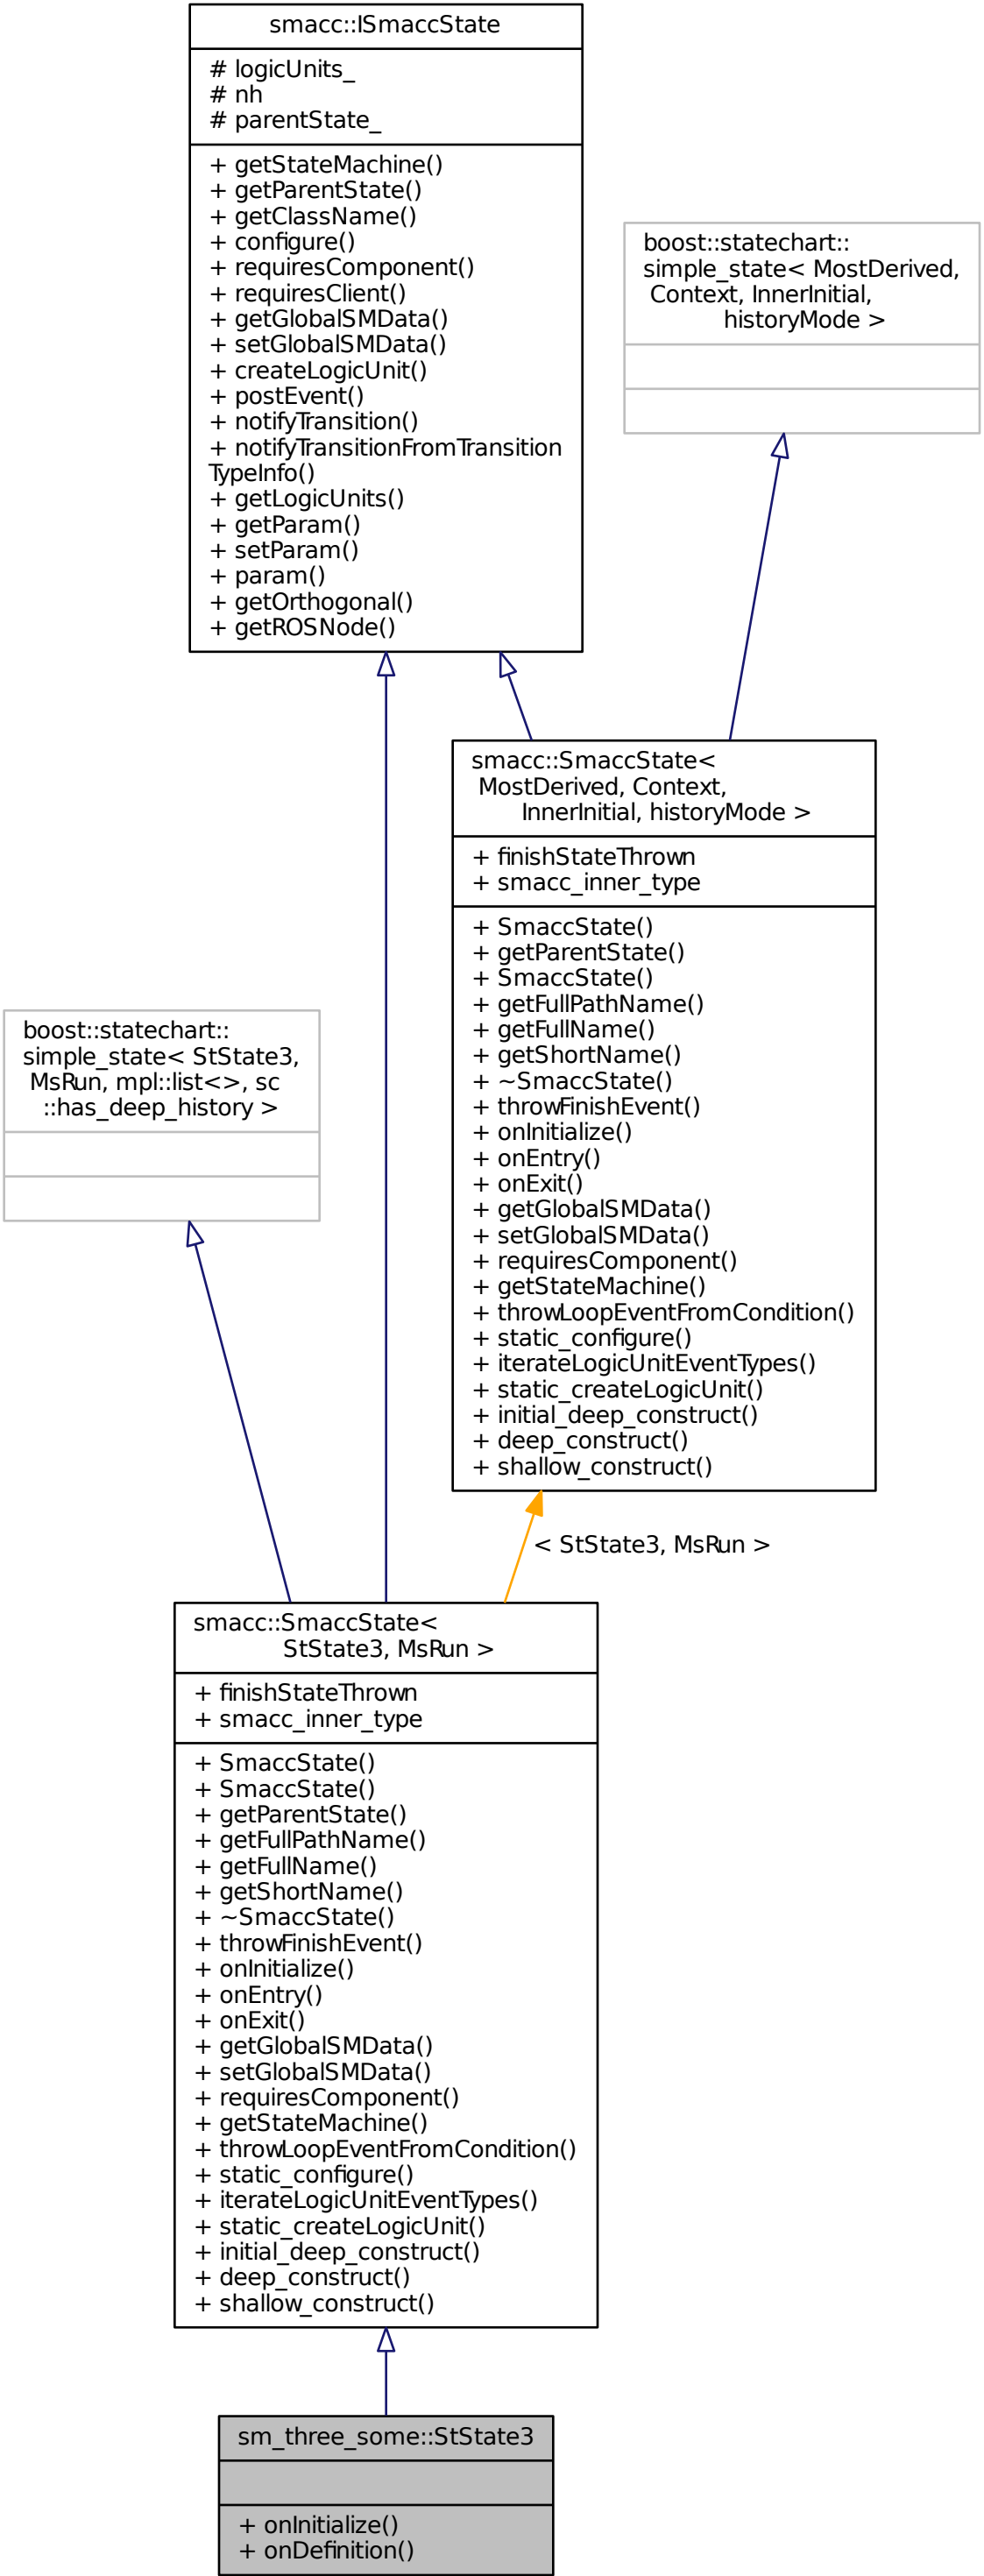 smacc::ISmaccState
# logicUnits_
# nh
# parentState_
+ getStateMachine()
+ getParentState()
+ getClassName()
+ configure()
+ requiresComponent()
+ requiresClient()
+ getGlobalSMData()
+ setGlobalSMData()
+ createLogicUnit()
+ postEvent()
+ notifyTransition()
+ notifyTransitionFromTransition
TypeInfo()
+ getLogicUnits()
+ getParam()
+ setParam()
+ param()
+ getOrthogonal()
+ getROSNode()
boost::statechart::
simple_state< MostDerived,
Context, InnerInitial,
historyMode >
smacc::SmaccState<
MostDerived, Context,
InnerInitial, historyMode >
+ finishStateThrown
+ smacc_inner_type
+ SmaccState()
+ getParentState()
+ SmaccState()
+ getFullPathName()
+ getFullName()
+ getShortName()
+ ~SmaccState()
+ throwFinishEvent()
+ onInitialize()
+ onEntry()
+ onExit()
+ getGlobalSMData()
+ setGlobalSMData()
+ requiresComponent()
+ getStateMachine()
+ throwLoopEventFromCondition()
+ static_configure()
+ iterateLogicUnitEventTypes()
+ static_createLogicUnit()
+ initial_deep_construct()
+ deep_construct()
+ shallow_construct()
boost::statechart::
simple_state< StState3,
MsRun, mpl::list<>, sc
::has_deep_history >
< StState3, MsRun >
smacc::SmaccState<
StState3, MsRun >
+ finishStateThrown
+ smacc_inner_type
+ SmaccState()
+ SmaccState()
+ getParentState()
+ getFullPathName()
+ getFullName()
+ getShortName()
+ ~SmaccState()
+ throwFinishEvent()
+ onInitialize()
+ onEntry()
+ onExit()
+ getGlobalSMData()
+ setGlobalSMData()
+ requiresComponent()
+ getStateMachine()
+ throwLoopEventFromCondition()
+ static_configure()
+ iterateLogicUnitEventTypes()
+ static_createLogicUnit()
+ initial_deep_construct()
+ deep_construct()
+ shallow_construct()
sm_three_some::StState3
+ onInitialize()
+ onDefinition()